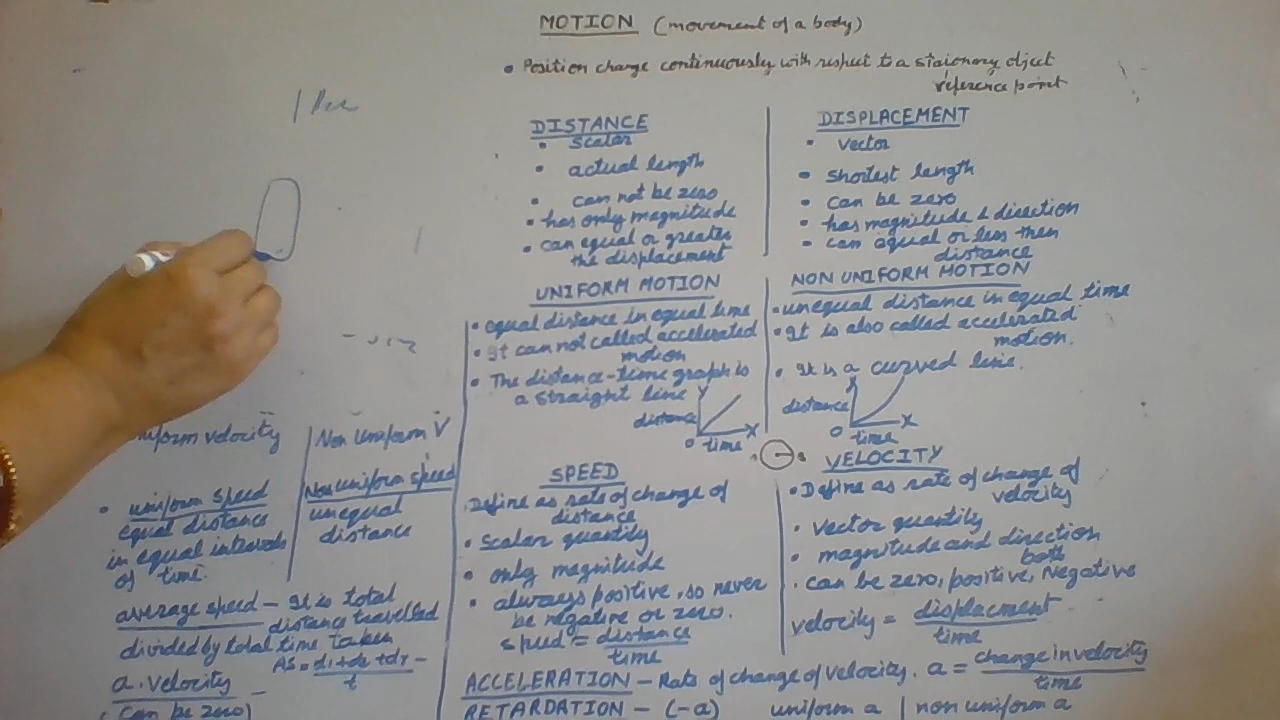 MOTION (movement of a body)
• Position change continuously with respect to a stationary object
reference point
DISTANCE
• Scalar
• actual length
• can not be zero
• has only magnitude
• can equal or greater
the displacement
DISPLACEMENT
• vector
• shortest length
• can be zero
• has magnitude & direction
• can equal or less then
distance
UNIFORM MOTION
• equal distance in equal time
• It can not called accelerated
motion
• The distance-time graph is
a straight line
Y
distance
O time X
NON UNIFORM MOTION
• unequal distance in equal time
• It is also called accelerated
motion.
• It is a curved line.
Y
distance
O time X
niform velocity
Non Uniform V
• uniform speed
equal distance
in equal intervals
of time.
Non uniform speed
unequal
distance
average speed - It is total
distance travelled
divided by total time taken
AS = d1+d2+d3-
t
a. velocity -
(can be zero)
SPEED
• Define as rate of change of
distance
• Scalar quantity
• only magnitude
• always positive, so never
be negative or zero.
speed = distance
time
VELOCITY
• Define as rate of change of
velocity
• vector quantity
• magnitude and direction
both
• can be zero, positive, Negative
velocity = displacment
time
ACCELERATION - Rate of change of velocity. a = change in velocity
time
RETARDATION - (-a) uniform a | non uniform a